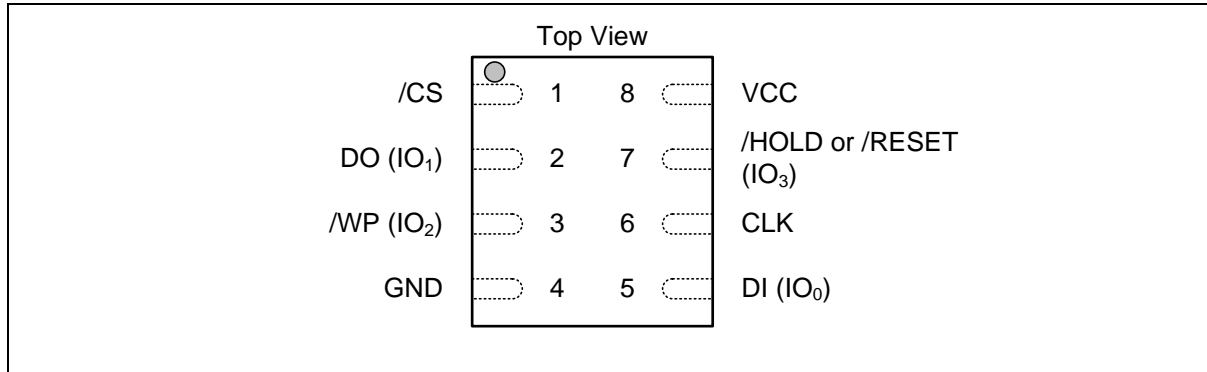 Top View
/CS 1 8 VCC
DO (IO₁) 2 7 /HOLD or /RESET (IO₃)
/WP (IO₂) 3 6 CLK
GND 4 5 DI (IO₀)